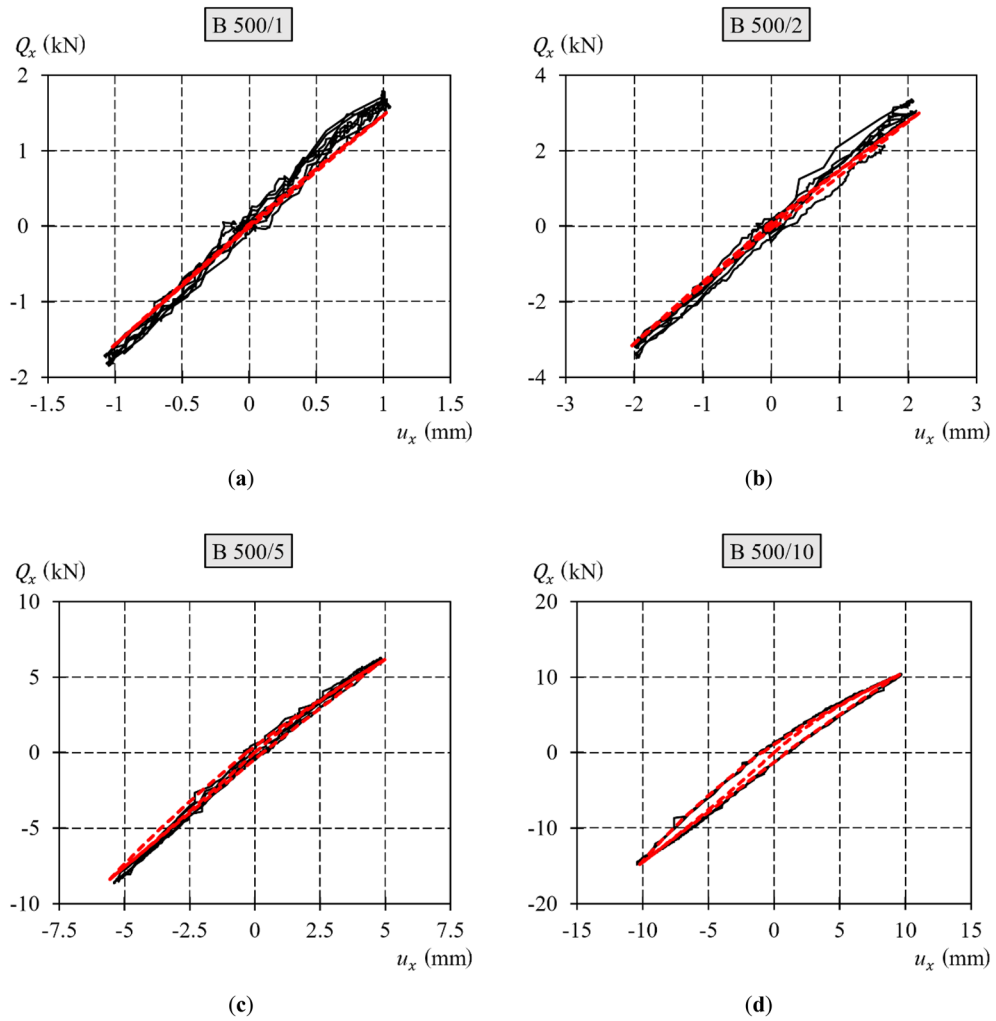 B 500/1
Qx (kN)
2
1
0
-1
-2
-1.5 -1 -0.5 0 0.5 1 1.5
ux (mm)
(a)
B 500/2
Qx (kN)
4
2
0
-2
-4
-3 -2 -1 0 1 2 3
ux (mm)
(b)
B 500/5
Qx (kN)
10
5
0
-5
-10
-7.5 -5 -2.5 0 2.5 5 7.5
ux (mm)
(c)
B 500/10
Qx (kN)
20
10
0
-10
-20
-15 -10 -5 0 5 10 15
ux (mm)
(d)